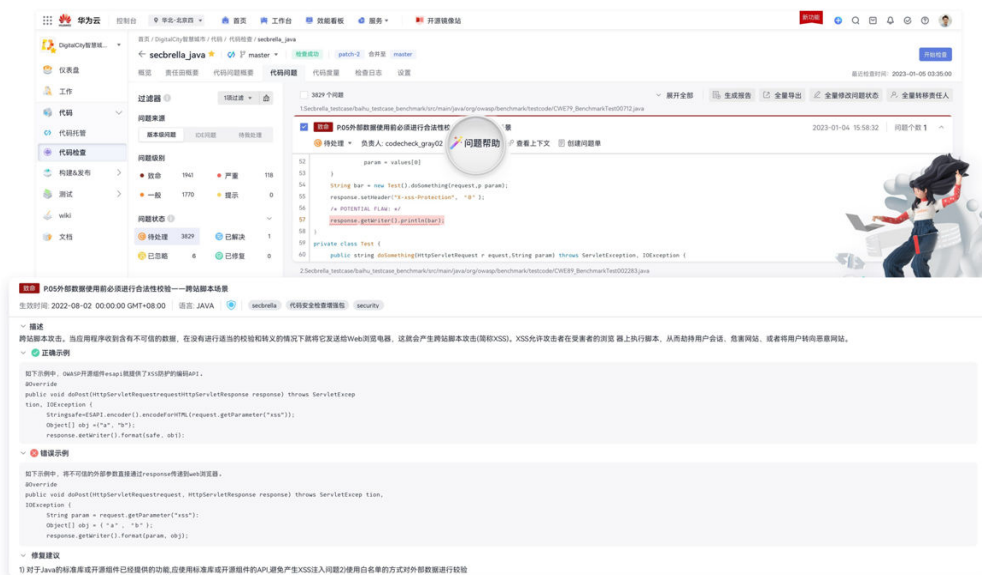 华为云 控制台 华北-北京四 首页 工作台 效能看板 服务 开源镜像站 新功能
HUAWEI
DigitalCity智慧城...
仪表盘
工作
代码
代码托管
代码检查
构建&发布
测试
wiki
文档
首页 / DigitalCity智慧城市 / 代码 / 代码检查 / secbrella_java
secbrella_java master 检查成功 patch-2 合并至 master 开始检查
概览 责任田概要 代码问题概要 代码问题 代码度量 检查日志 设置 最近检查时间: 2023-01-05 03:35:00
过滤器 1项过滤
问题来源
版本级问题 IDE问题 待我处理
问题级别
致命 1941 严重 118
一般 1770 提示 0
问题状态
待处理 3829 已解决 1
已忽略 6 已修复 0
3829 个问题 展开全部 生成报告 全量导出 全量修改问题状态 全量转移责任人
1.Secbrella_testcase/baihu_testcase_benchmark/src/main/java/org/owasp/benchmark/testcode/CWE79_BenchmarkTest00712.java
致命 P.05外部数据使用前必须进行合法性校 景 2023-01-04 15:58:32 问题个数 1
待处理 负责人: codecheck_gray02 问题帮助 查看上下文 创建问题单
52 param = values[0]
53 }
54 String bar = new Test().doSomething(request,p param);
55 response.setHeader("X-xss-Protection", "0" );
56 /* POTENTIAL FLAW: */
57 response.getWriter().println(bar);
58 }
59 private class Test {
60 public string doSomething(HttpServletRequest r equest,String param) throws ServletException, IOException (
2.Secbrella_testcase/baihu_testcase_benchmark/src/main/java/org/owasp/benchmark/testcode/CWE89_BenchmarkTest002283.java
致命 P.05外部数据使用前必须进行合法性校验——跨站脚本场景
生效时间: 2022-08-02 00:00:00 GMT+08:00 语言: JAVA secbrella 代码安全检查增强包 security
描述
跨站脚本攻击。当应用程序收到含有不可信的数据，在没有进行适当的校验和转义的情况下就将它发送给Web浏览电器，这就会产生跨站脚本攻击(简称XSS)。XSS允许攻击者在受害者的浏览 器上执行脚本，从而劫持用户会话、危害网站、或者将用户转向恶意网站。
正确示例
如下示例中，OWASP开源组件esapi就提供了XSS防护的编码API.
@Override
public void doPost(HttpServletRequestrequestHttpServletResponse response) throws ServletExcep
tion, IOException (
Stringsafe=ESAPI.encoder().encodeForHTML(request.getParameter("xss"));
Object[] obj =("a", "b");
response.getWriter().format(safe, obj);
错误示例
如下示例中，将不可信的外部参数直接通过response传递到web浏览器.
@Override
public void doPost(HttpServletRequestrequest, HttpServletResponse response) throws ServletExcep tion,
IOException (
String param = request.getParameter("xss"):
Object[] obj = ( "a" , "b" );
response.getWriter().format(param, obj);
修复建议
1) 对于Java的标准库或开源组件已经提供的功能,应使用标准库或开源组件的API,避免产生XSS注入问题2)使用白名单的方式对外部数据进行校验